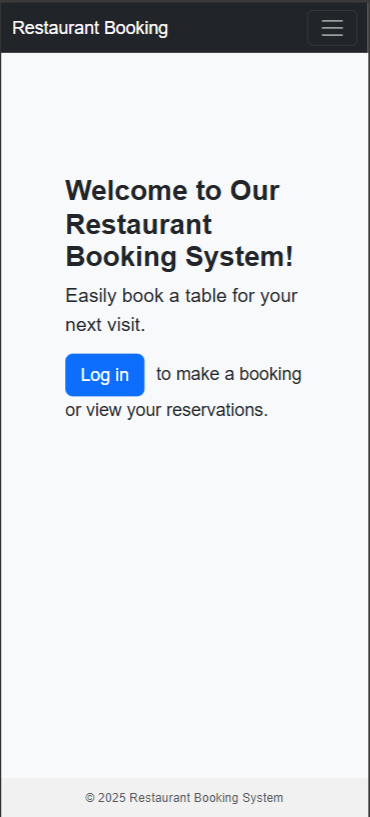 Restaurant Booking
Welcome to Our
Restaurant
Booking System!
Easily book a table for your
next visit.
Log in to make a booking
or view your reservations.
© 2025 Restaurant Booking System